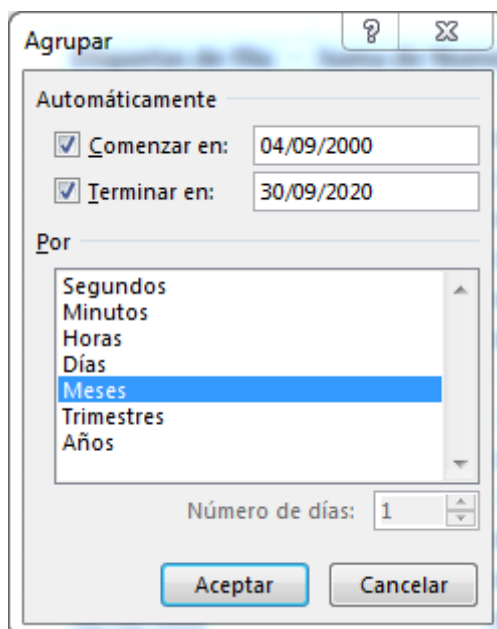 Agrupar
Automáticamente
Comenzar en: 04/09/2000
Terminar en: 30/09/2020
Por
Segundos
Minutos
Horas
Días
Meses
Trimestres
Años
Número de días: 1
Aceptar Cancelar